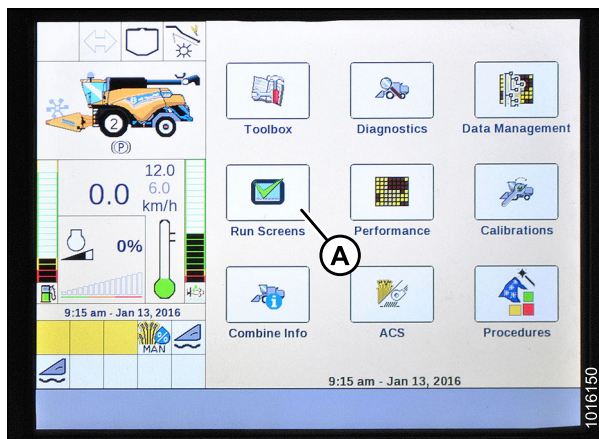 Toolbox Diagnostics Data Management
2
(P)
12.0
0.0 6.0
km/h
Run Screens Performance Calibrations
A
0%
9:15 am - Jan 13, 2016
MAN
Combine Info ACS Procedures
9:15 am - Jan 13, 2016
1016150